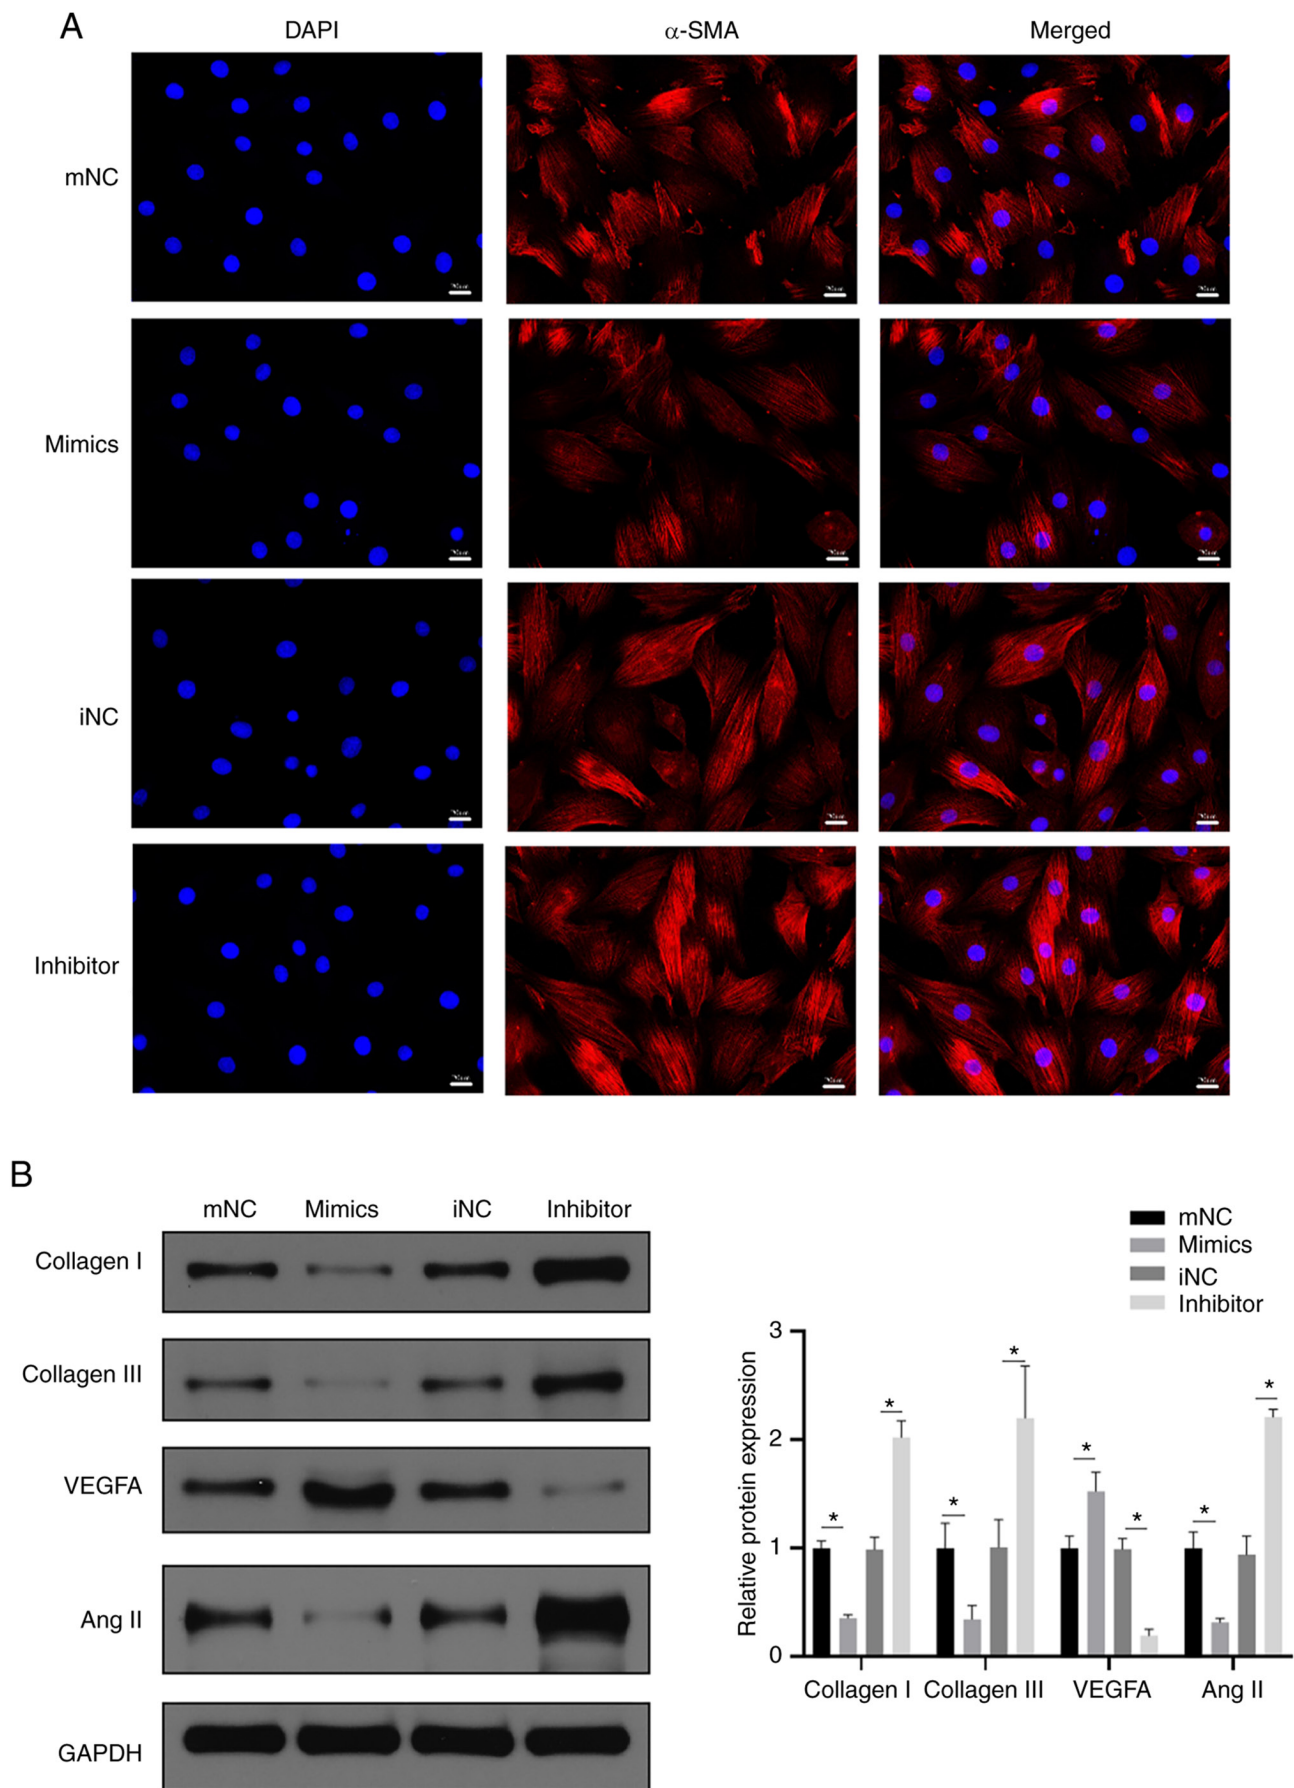 A
DAPI α-SMA Merged
mNC
Mimics
iNC
Inhibitor
B
mNC Mimics iNC Inhibitor
Collagen I
Collagen III
VEGFA
Ang II
GAPDH
mNC
Mimics
iNC
Inhibitor
Relative protein expression
3
2
1
0
* * * * * * * *
Collagen I Collagen III VEGFA Ang II